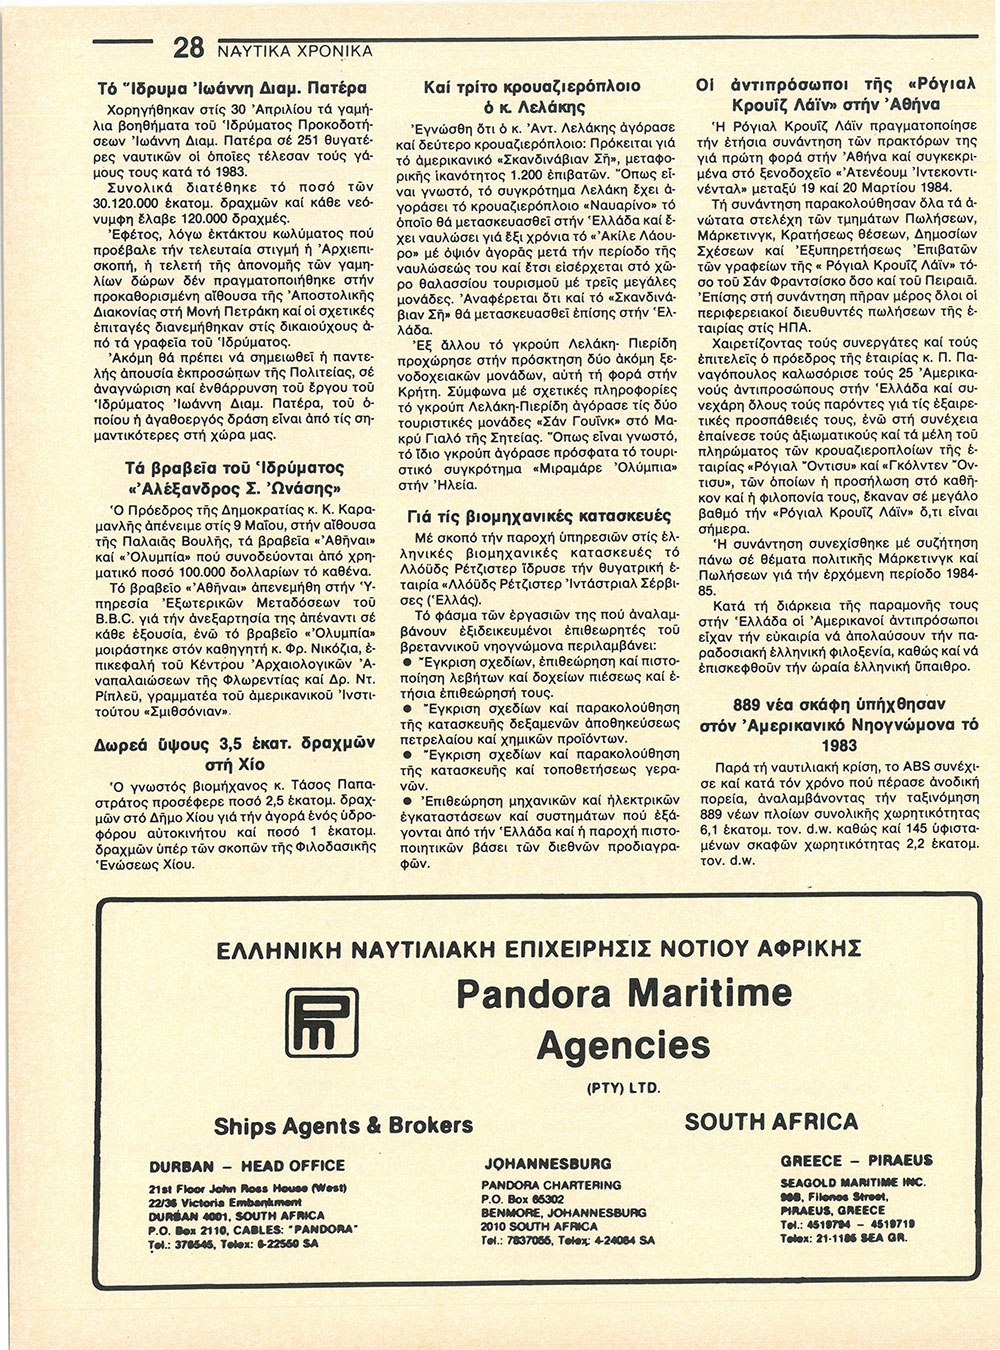 28 ΝΑΥΤΙΚΑ ΧΡΟΝΙΚΑ
Τό Ἵδρυμα Ἰωάννη Διαμ. Πατέρα
Χορηγήθηκαν στίς 30 Ἀπριλίου τά γαμή-
λια βοηθήματα τοῦ Ἱδρύματος Προκοδοτή-
σεων Ἰωάννη Διαμ. Πατέρα σέ 251 θυγατέ-
ρες ναυτικῶν οἱ ὁποῖες τέλεσαν τούς γά-
μους τους κατά τό 1983.
Συνολικά διατέθηκε τό ποσό τῶν
30.120.000 ἑκατομ. δραχμῶν καί κάθε νεό-
νυμφη ἔλαβε 120.000 δραχμές.
Ἐφέτος, λόγω ἐκτάκτου κωλύματος πού
προέβαλε τήν τελευταία στιγμή ἡ Ἀρχιεπι-
σκοπή, ἡ τελετή τῆς ἀπονομῆς τῶν γαμη-
λίων δώρων δέν πραγματοποιήθηκε στήν
προκαθορισμένη αἴθουσα τῆς Ἀποστολικῆς
Διακονίας στή Μονή Πετράκη καί οἱ σχετικές
ἐπιταγές διανεμήθηκαν στίς δικαιούχους ἀ-
πό τά γραφεῖα τοῦ Ἱδρύματος.
Ἀκόμη θά πρέπει νά σημειωθεῖ ἡ παντε-
λής ἀπουσία ἐκπροσώπων τῆς Πολιτείας, σέ
ἀναγνώριση καί ἐνθάρρυνση τοῦ ἔργου τοῦ
Ἱδρύματος Ἰωάννη Διαμ. Πατέρα, τοῦ ὁ-
ποίου ἡ ἀγαθοεργός δράση εἶναι ἀπό τίς ση-
μαντικότερες στή χώρα μας.
Τά βραβεῖα τοῦ Ἱδρύματος
«Ἀλέξανδρος Σ. Ὠνάσης»
Ὁ Πρόεδρος τῆς Δημοκρατίας κ. Κ. Καρα-
μανλῆς ἀπένειμε στίς 9 Μαΐου, στήν αἴθουσα
τῆς Παλαιᾶς Βουλῆς, τά βραβεῖα «Ἀθῆναι»
καί «Ὀλυμπία» πού συνοδεύονται ἀπό χρη-
ματικό ποσό 100.000 δολλαρίων τό καθένα.
Τό βραβεῖο «Ἀθῆναι» ἀπενεμήθη στήν Ὑ-
πηρεσία Ἐξωτερικῶν Μεταδόσεων τοῦ
B.B.C. γιά τήν ἀνεξαρτησία της ἀπέναντι σέ
κάθε ἐξουσία, ἐνῶ τό βραβεῖο «Ὀλυμπία»
μοιράστηκε στόν καθηγητή κ. Φρ. Νικόζια, ἐ-
πικεφαλή τοῦ Κέντρου Ἀρχαιολογικῶν Ἀ-
ναπαλαιώσεων τῆς Φλωρεντίας καί Δρ. Ντ.
Ρίπλεϋ, γραμματέα τοῦ ἀμερικανικοῦ Ἰνστι-
τούτου «Σμιθσόνιαν».
Δωρεά ὕψους 3,5 ἑκατ. δραχμῶν
στή Χίο
Ὁ γνωστός βιομήχανος κ. Τάσος Παπα-
στράτος προσέφερε ποσό 2,5 ἑκατομ. δραχ-
μῶν στό Δῆμο Χίου γιά τήν ἀγορά ἑνός ὑδρο-
φόρου αὐτοκινήτου καί ποσό 1 ἑκατομ.
δραχμῶν ὑπέρ τῶν σκοπῶν τῆς Φιλοδασικῆς
Ἑνώσεως Χίου.
Καί τρίτο κρουαζιερόπλοιο
ὁ κ. Λελάκης
Ἐγνώσθη ὅτι ὁ κ. Ἀντ. Λελάκης ἀγόρασε
καί δεύτερο κρουαζιερόπλοιο: Πρόκειται γιά
τό ἀμερικανικό «Σκανδινάβιαν Σῆ», μεταφο-
ρικῆς ἱκανότητος 1.200 ἐπιβατῶν. Ὅπως εἶ-
ναι γνωστό, τό συγκρότημα Λελάκη ἔχει ἀ-
γοράσει τό κρουαζιερόπλοιο «Ναυαρίνο» τό
ὁποῖο θά μετασκευασθεῖ στήν Ἑλλάδα καί ἔ-
χει ναυλώσει γιά ἕξι χρόνια τό «Ἀκίλε Λάου-
ρο» μέ ὀψιόν ἀγορᾶς μετά τήν περίοδο τῆς
ναυλώσεώς του καί ἔτσι εἰσέρχεται στό χῶ-
ρο θαλασσίου τουρισμοῦ μέ τρεῖς μεγάλες
μονάδες. Ἀναφέρεται ὅτι καί τό «Σκανδινά-
βιαν Σῆ» θά μετασκευασθεῖ ἐπίσης στήν Ἑλ-
λάδα.
Ἐξ ἄλλου τό γκρούπ Λελάκη- Πιερίδη
προχώρησε στήν πρόσκτηση δύο ἀκόμη ξε-
νοδοχειακῶν μονάδων, αὐτή τή φορά στήν
Κρήτη. Σύμφωνα μέ σχετικές πληροφορίες
τό γκρούπ Λελάκη-Πιερίδη ἀγόρασε τίς δύο
τουριστικές μονάδες «Σάν Γουΐνκ» στό Μα-
κρύ Γιαλό τῆς Σητείας. Ὅπως εἶναι γνωστό,
τό ἴδιο γκρούπ ἀγόρασε πρόσφατα τό τουρι-
στικό συγκρότημα «Μιραμάρε Ὀλύμπια»
στήν Ἠλεία.
Γιά τίς βιομηχανικές κατασκευές
Μέ σκοπό τήν παροχή ὑπηρεσιῶν στίς ἑλ-
ληνικές βιομηχανικές κατασκευές τό
Λλόϋδς Ρέτζιστερ ἵδρυσε τήν θυγατρική ἑ-
ταιρία «Λλόϋδς Ρέτζιστερ Ἰντάστριαλ Σέρβι-
σες (Ἑλλάς).
Τό φάσμα τῶν ἐργασιῶν της πού ἀναλαμ-
βάνουν ἐξιδεικευμένοι ἐπιθεωρητές τοῦ
βρεταννικοῦ νηογνώμονα περιλαμβάνει:
● Ἔγκριση σχεδίων, ἐπιθεώρηση καί πιστο-
ποίηση λεβήτων καί δοχείων πιέσεως καί ἐ-
τήσια ἐπιθεώρησή τους.
● Ἔγκριση σχεδίων καί παρακολούθηση
τῆς κατασκευῆς δεξαμενῶν ἀποθηκεύσεως
πετρελαίου καί χημικῶν προϊόντων.
● Ἔγκριση σχεδίων καί παρακολούθηση
τῆς κατασκευῆς καί τοποθετήσεως γερα-
νῶν.
● Ἐπιθεώρηση μηχανικῶν καί ἠλεκτρικῶν
ἐγκαταστάσεων καί συστημάτων πού ἐξά-
γονται ἀπό τήν Ἑλλάδα καί ἡ παροχή πιστο-
ποιητικῶν βάσει τῶν διεθνῶν προδιαγρα-
φῶν.
Οἱ ἀντιπρόσωποι τῆς «Ρόγιαλ
Κρουΐζ Λάϊν» στήν Ἀθήνα
Ἡ Ρόγιαλ Κρουΐζ Λάϊν πραγματοποίησε
τήν ἐτήσια συνάντηση τῶν πρακτόρων της
γιά πρώτη φορά στήν Ἀθήνα καί συγκεκρι-
μένα στό ξενοδοχεῖο «Ἀτενέουμ Ἰντεκοντι-
νένταλ» μεταξύ 19 καί 20 Μαρτίου 1984.
Τή συνάντηση παρακολούθησαν ὅλα τά ἀ-
νώτατα στελέχη τῶν τμημάτων Πωλήσεων,
Μάρκετινγκ, Κρατήσεως θέσεων, Δημοσίων
Σχέσεων καί Ἐξυπηρετήσεως Ἐπιβατῶν
τῶν γραφείων τῆς « Ρόγιαλ Κρουΐζ Λάϊν» τό-
σο τοῦ Σάν Φραντσίσκο ὅσο καί τοῦ Πειραιᾶ.
Ἐπίσης στή συνάντηση πῆραν μέρος ὅλοι οἱ
περιφερειακοί διευθυντές πωλήσεων τῆς ἑ-
ταιρίας στίς ΗΠΑ.
Χαιρετίζοντας τούς συνεργάτες καί τούς
ἐπιτελεῖς ὁ πρόεδρος τῆς ἑταιρίας κ. Π. Πα-
ναγόπουλος καλωσόρισε τούς 25 Ἀμερικα-
νούς ἀντιπροσώπους στήν Ἑλλάδα καί συ-
νεχάρη ὅλους τούς παρόντες γιά τίς ἐξαιρε-
τικές προσπάθειές τους, ἐνῶ στή συνέχεια
ἐπαίνεσε τούς ἀξιωματικούς καί τά μέλη τοῦ
πληρώματος τῶν κρουαζιεροπλοίων τῆς ἑ-
ταιρίας «Ρόγιαλ Ὄντισυ» καί «Γκόλντεν Ὄν-
τισυ», τῶν ὁποίων ἡ προσήλωση στό καθῆ-
κον καί ἡ φιλοπονία τους, ἔκαναν σέ μεγάλο
βαθμό τήν «Ρόγιαλ Κρουΐζ Λάϊν» ὅ,τι εἶναι
σήμερα.
Ἡ συνάντηση συνεχίσθηκε μέ συζήτηση
πάνω σέ θέματα πολιτικῆς Μάρκετινγκ καί
Πωλήσεων γιά τήν ἐρχόμενη περίοδο 1984-
85.
Κατά τή διάρκεια τῆς παραμονῆς τους
στήν Ἑλλάδα οἱ Ἀμερικανοί ἀντιπρόσωποι
εἶχαν τήν εὐκαιρία νά ἀπολαύσουν τήν πα-
ραδοσιακή ἑλληνική φιλοξενία, καθώς καί νά
ἐπισκεφθοῦν τήν ὡραία ἑλληνική ὕπαιθρο.
889 νέα σκάφη ὑπήχθησαν
στόν Ἀμερικανικό Νηογνώμονα τό
1983
Παρά τή ναυτιλιακή κρίση, το ABS συνέχι-
σε καί κατά τόν χρόνο πού πέρασε ἀνοδική
πορεία, ἀναλαμβάνοντας τήν ταξινόμηση
889 νέων πλοίων συνολικῆς χωρητικότητας
6,1 ἑκατομ. τον. d.w. καθώς καί 145 ὑφιστα-
μένων σκαφῶν χωρητικότητας 2,2 ἑκατομ.
τον. d.w.
ΕΛΛΗΝΙΚΗ ΝΑΥΤΙΛΙΑΚΗ ΕΠΙΧΕΙΡΗΣΙΣ ΝΟΤΙΟΥ ΑΦΡΙΚΗΣ
Pm
Pandora Maritime
Agencies
(PTY) LTD.
Ships Agents & Brokers
SOUTH AFRICA
DURBAN – HEAD OFFICE
21st Floor John Ross House (West)
22/36 Victoria Embankment
DURBAN 4001, SOUTH AFRICA
P.O. Box 2110, CABLES: "PANDORA"
Tel.: 376545, Telex: 6-22550 SA
JOHANNESBURG
PANDORA CHARTERING
P.O. Box 65302
BENMORE, JOHANNESBURG
2010 SOUTH AFRICA
Tel.: 7837055, Telex: 4-24064 SA
GREECE – PIRAEUS
SEAGOLD MARITIME INC.
Filonos Street,
PIRAEUS, GREECE
Tel.: 4519794 – 4519719
Telex: 21-1186 SEA GR.